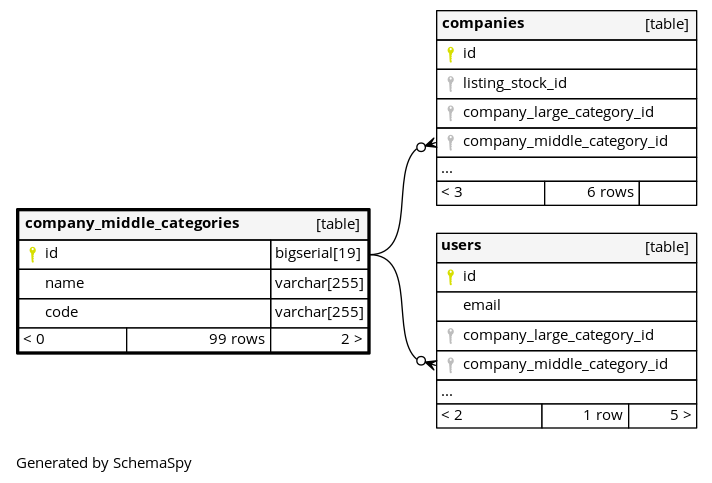 companies [table]
id
listing_stock_id
company_large_category_id
company_middle_category_id
...
< 3 6 rows
company_middle_categories [table]
id bigserial[19]
name varchar[255]
code varchar[255]
< 0 99 rows 2 >
users [table]
id
email
company_large_category_id
company_middle_category_id
...
< 2 1 row 5 >
Generated by SchemaSpy